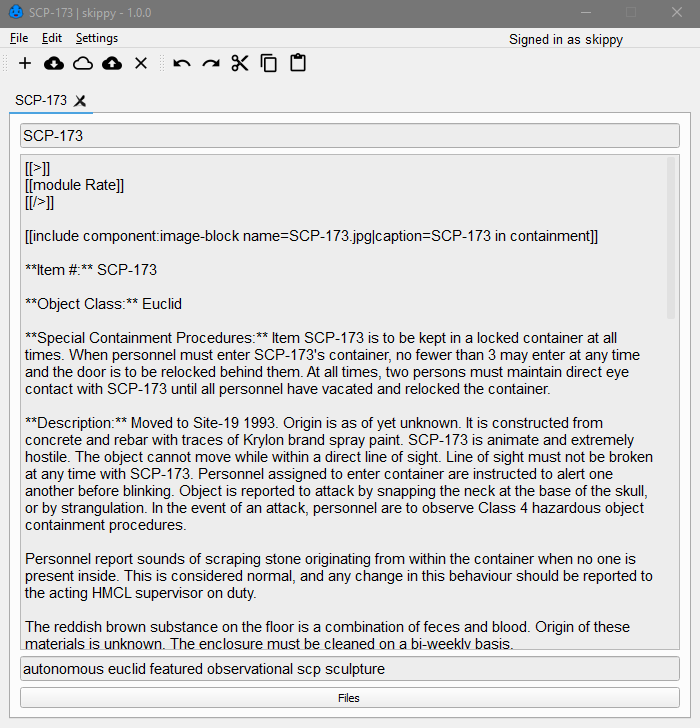 SCP-173 | skippy - 1.0.0
File Edit Settings
Signed in as skippy
SCP-173
SCP-173
[[>]]
[[module Rate]]
[[/>]]
[[include component:image-block name=SCP-173.jpg|caption=SCP-173 in containment]]
**Item #:** SCP-173
**Object Class:** Euclid
**Special Containment Procedures:** Item SCP-173 is to be kept in a locked container at all
times. When personnel must enter SCP-173's container, no fewer than 3 may enter at any time
and the door is to be relocked behind them. At all times, two persons must maintain direct eye
contact with SCP-173 until all personnel have vacated and relocked the container.
**Description:** Moved to Site-19 1993. Origin is as of yet unknown. It is constructed from
concrete and rebar with traces of Krylon brand spray paint. SCP-173 is animate and extremely
hostile. The object cannot move while within a direct line of sight. Line of sight must not be broken
at any time with SCP-173. Personnel assigned to enter container are instructed to alert one
another before blinking. Object is reported to attack by snapping the neck at the base of the skull,
or by strangulation. In the event of an attack, personnel are to observe Class 4 hazardous object
containment procedures.
Personnel report sounds of scraping stone originating from within the container when no one is
present inside. This is considered normal, and any change in this behaviour should be reported to
the acting HMCL supervisor on duty.
The reddish brown substance on the floor is a combination of feces and blood. Origin of these
materials is unknown. The enclosure must be cleaned on a bi-weekly basis.
autonomous euclid featured observational scp sculpture
Files